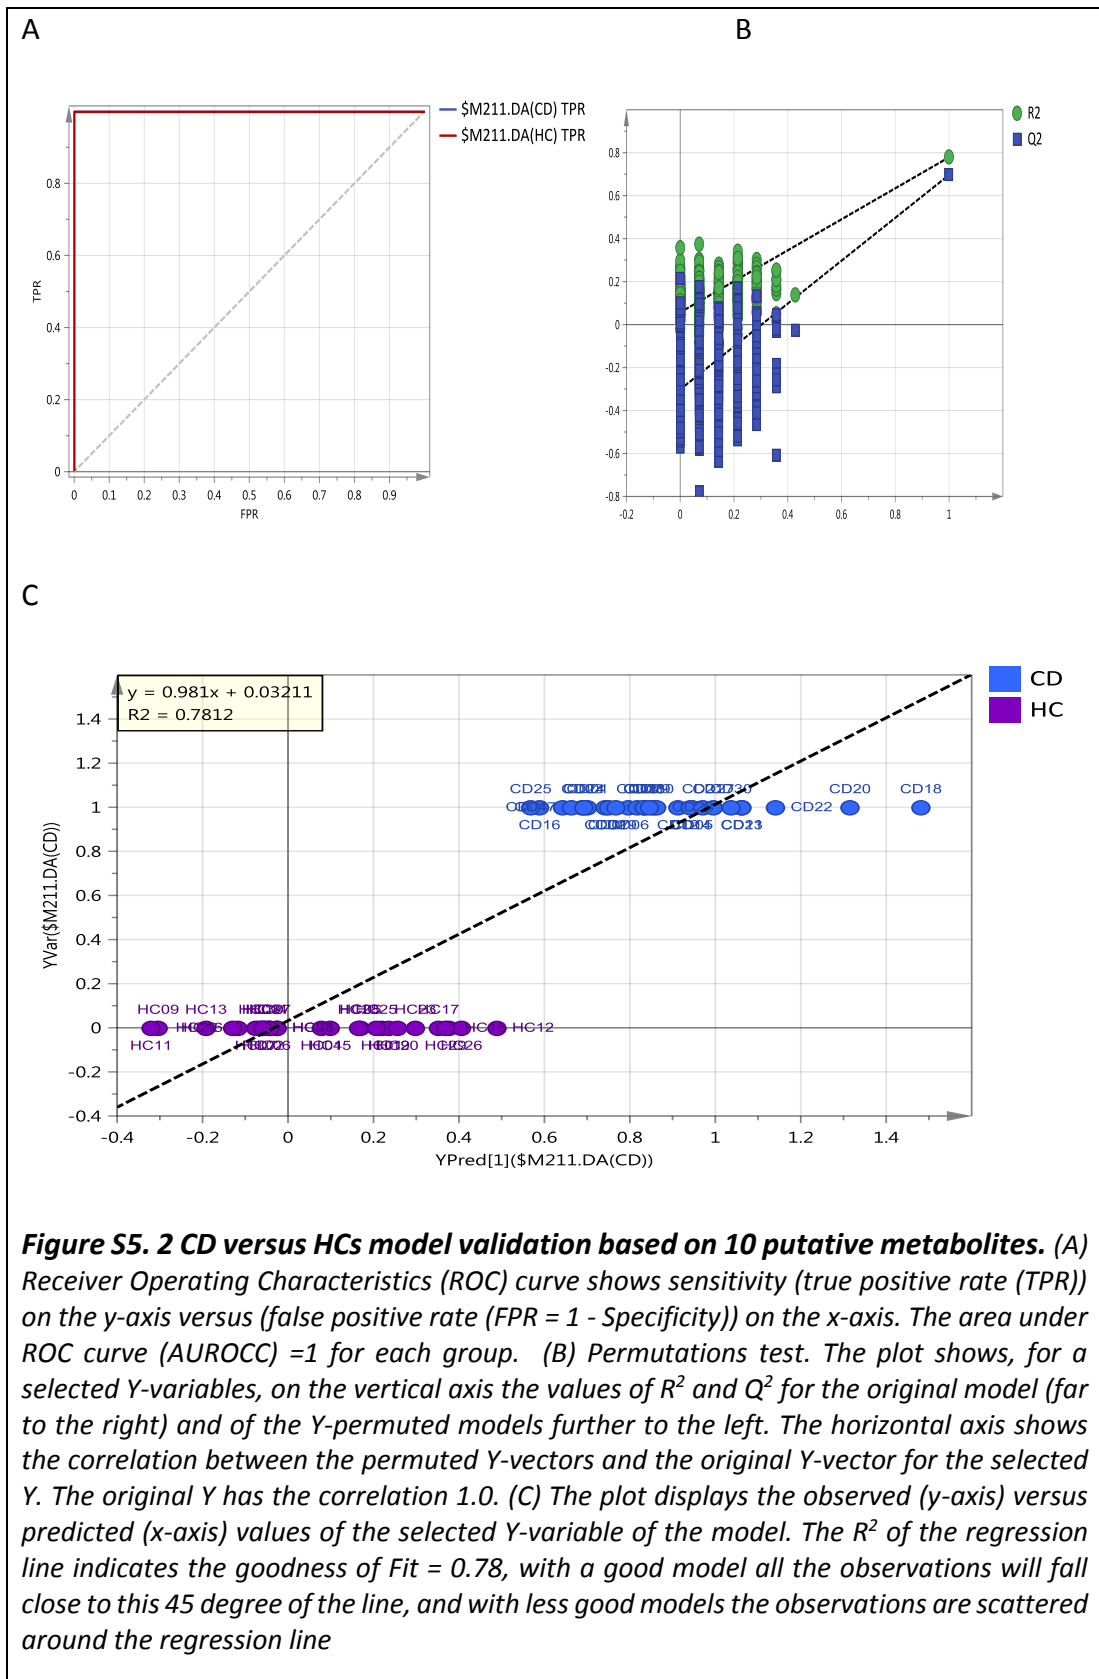 A
B
$M211.DA(CD) TPR
$M211.DA(HC) TPR
TPR
0.8
0.6
0.4
0.2
0
0 0.1 0.2 0.3 0.4 0.5 0.6 0.7 0.8 0.9
FPR
R2
Q2
0.8
0.6
0.4
0.2
0
-0.2
-0.4
-0.6
-0.8
-0.2 0 0.2 0.4 0.6 0.8 1
C
y = 0.981x + 0.03211
R2 = 0.7812
CD
HC
YVar($M211.DA(CD))
1.4
1.2
1
0.8
0.6
0.4
0.2
0
-0.2
-0.4
CD25 CD20 CD18
CD22
CD16
HC09 HC13 HC17
HC12
HC11 HC26
-0.4 -0.2 0 0.2 0.4 0.6 0.8 1 1.2 1.4
YPred[1]($M211.DA(CD))
Figure S5. 2 CD versus HCs model validation based on 10 putative metabolites. (A)
Receiver Operating Characteristics (ROC) curve shows sensitivity (true positive rate (TPR))
on the y-axis versus (false positive rate (FPR = 1 - Specificity)) on the x-axis. The area under
ROC curve (AUROCC) =1 for each group. (B) Permutations test. The plot shows, for a
selected Y-variables, on the vertical axis the values of R² and Q² for the original model (far
to the right) and of the Y-permuted models further to the left. The horizontal axis shows
the correlation between the permuted Y-vectors and the original Y-vector for the selected
Y. The original Y has the correlation 1.0. (C) The plot displays the observed (y-axis) versus
predicted (x-axis) values of the selected Y-variable of the model. The R² of the regression
line indicates the goodness of Fit = 0.78, with a good model all the observations will fall
close to this 45 degree of the line, and with less good models the observations are scattered
around the regression line